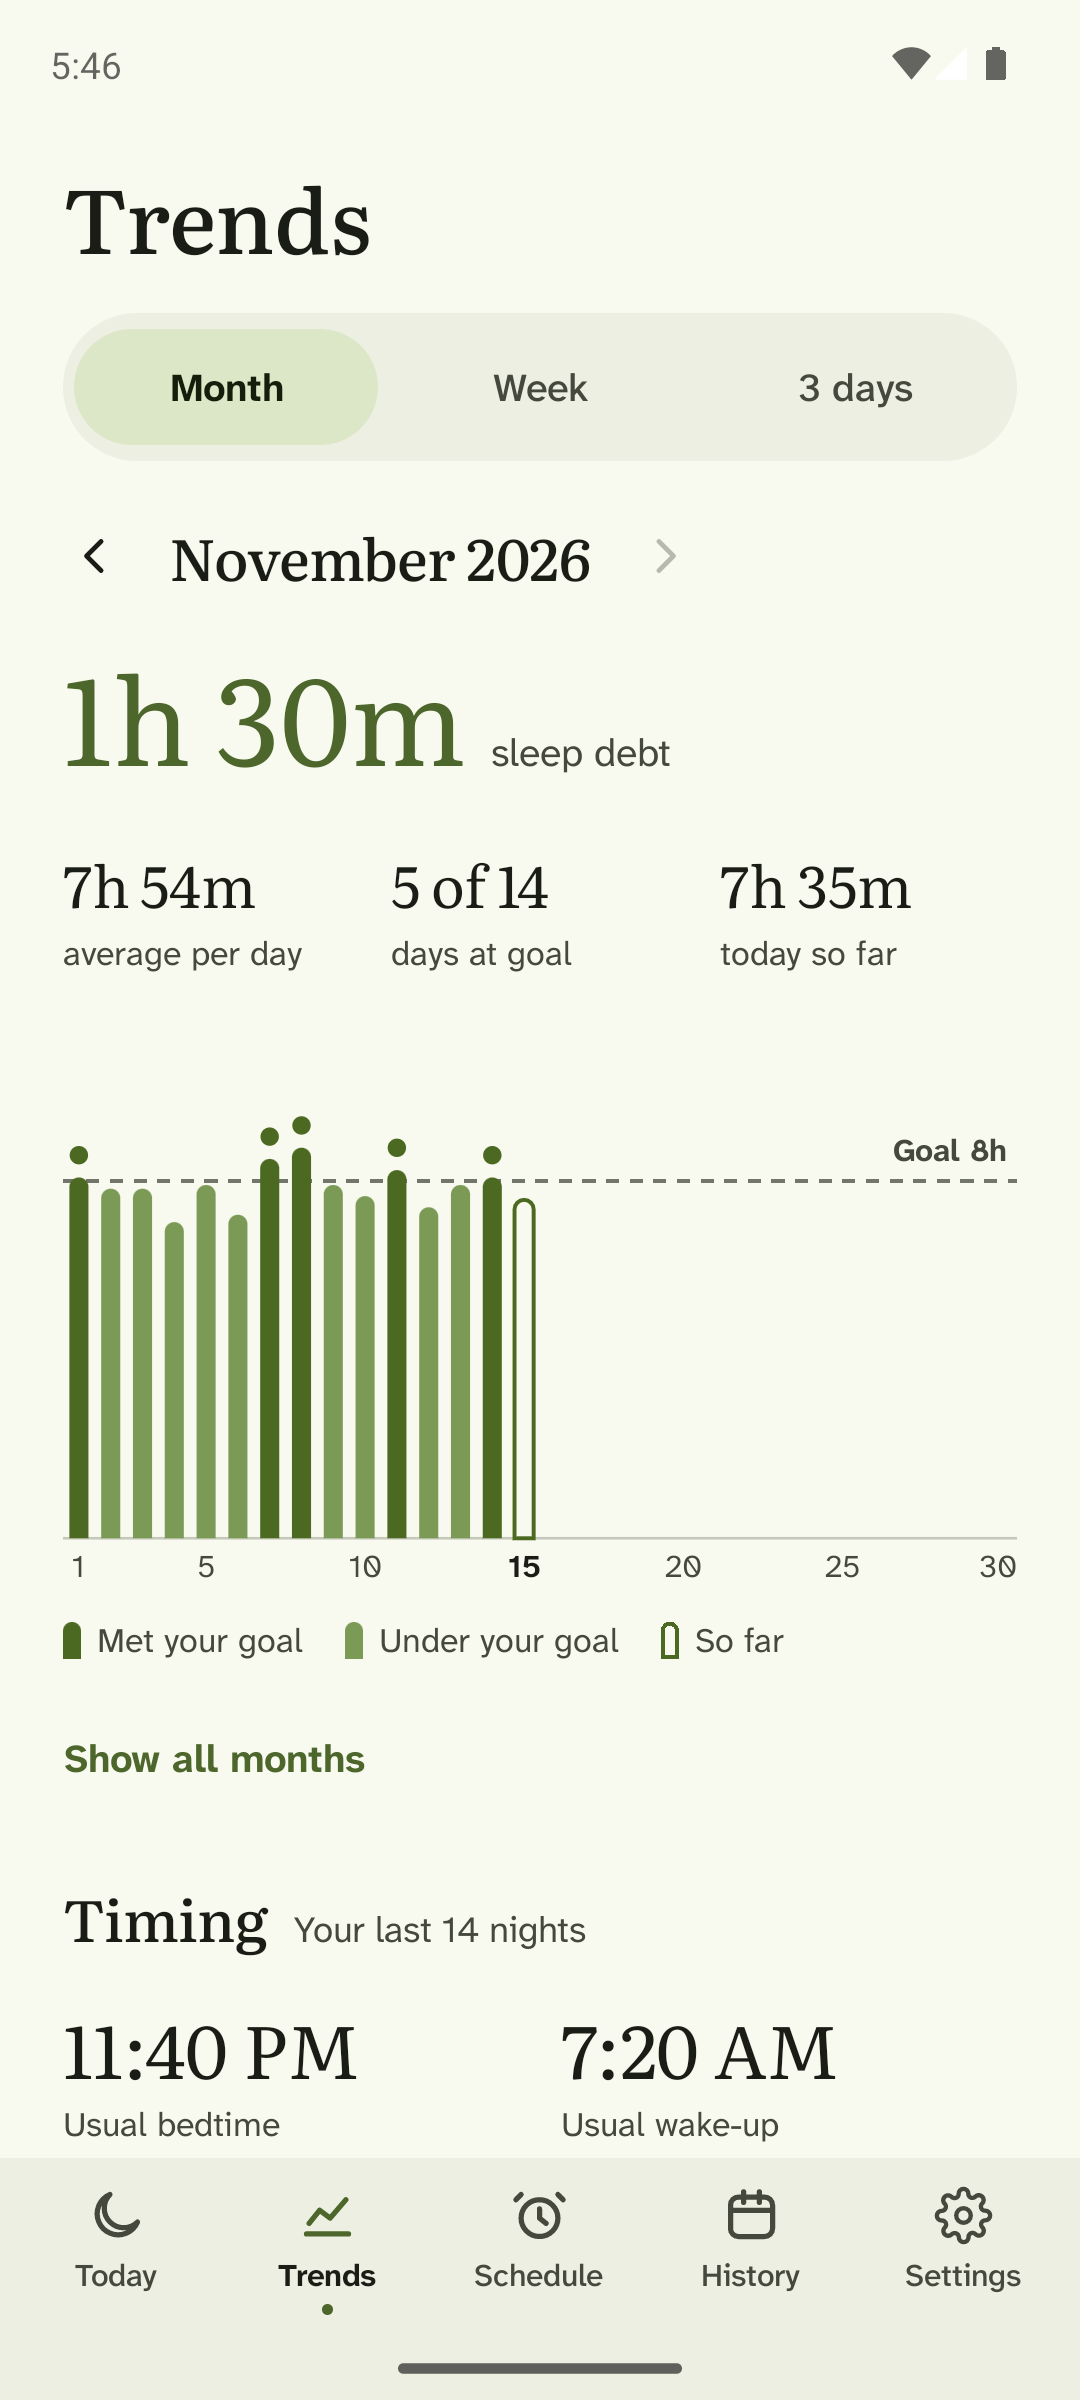 5:46
Trends
Month Week 3 days
November 2026
1h 30m sleep debt
7h 54m 5 of 14 7h 35m
average per day days at goal today so far
Goal 8h
1 5 10 15 20 25 30
Met your goal Under your goal So far
Show all months
Timing Your last 14 nights
11:40 PM 7:20 AM
Usual bedtime Usual wake-up
Today Trends Schedule History Settings